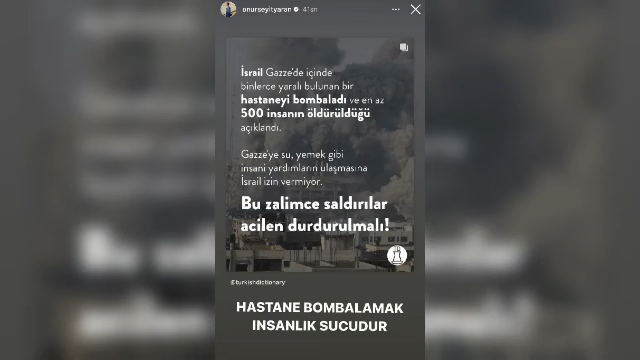 onurseyityaran 41sn
İsrail Gazze'de içinde
binlerce yaralı bulunan bir
hastaneyi bombaladı ve en az
500 insanın öldürüldüğü
açıklandı.
Gazze'ye su, yemek gibi
insani yardımların ulaşmasına
İsrail izin vermiyor.
Bu zalimce saldırılar
acilen durdurulmalı!
@turkishdictionary
HASTANE BOMBALAMAK
INSANLIK SUCUDUR